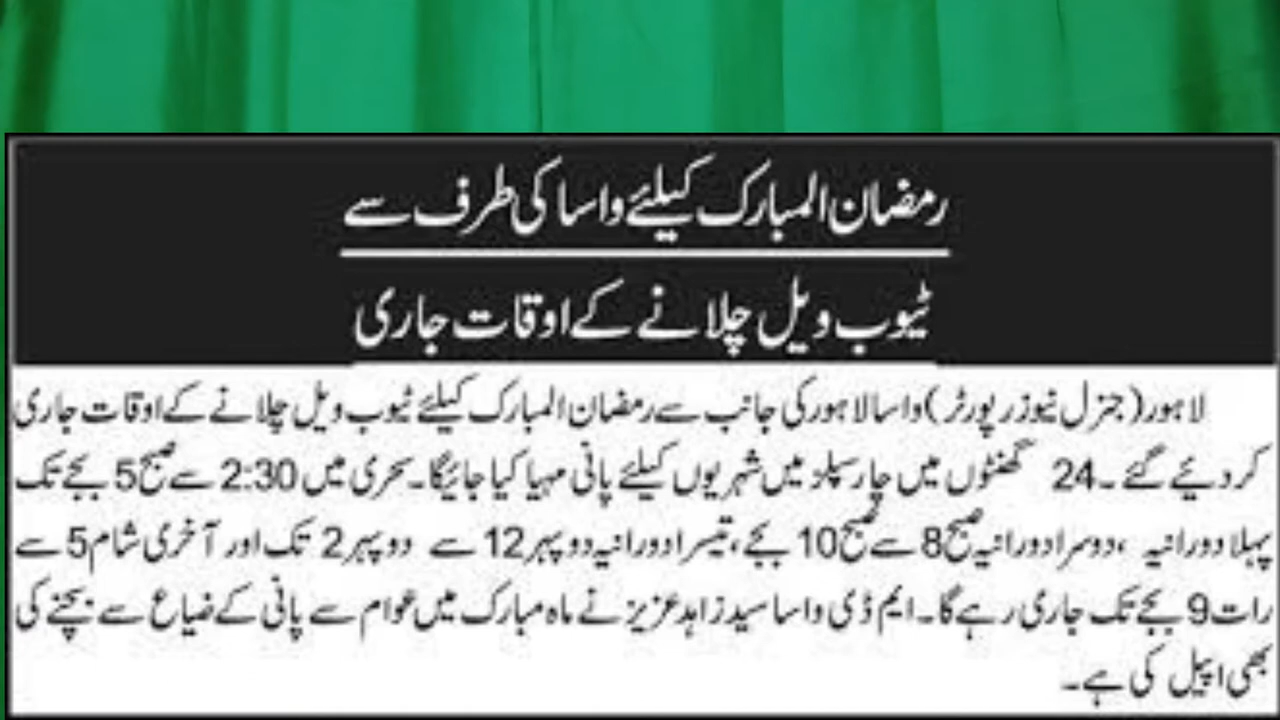 رمضان المبارک کیلئے واسا کی طرف سے
ٹیوب ویل چلانے کے اوقات جاری
لاہور(جنرل نیوز رپورٹر)واسا لاہور کی جانب سے رمضان المبارک کیلئے ٹیوب ویل چلانے کے اوقات جاری
کر دیئے گئے۔24 گھنٹوں میں چار سپلز میں شہریوں کیلئے پانی مہیا کیا جائیگا۔سحری میں 2:30 سے صبح 5 بجے تک
پہلا دورانیہ ،دوسرا دورانیہ صبح 8 سے صبح 10 بجے،تیسرا دورانیہ دوپہر 12 سے دوپہر 2 تک اور آخری شام 5 سے
رات 9 بجے تک جاری رہے گا۔ایم ڈی واسا سید زاہد عزیز نے ماہ مبارک میں عوام سے پانی کے ضیاع سے بچنے کی
بھی اپیل کی ہے۔